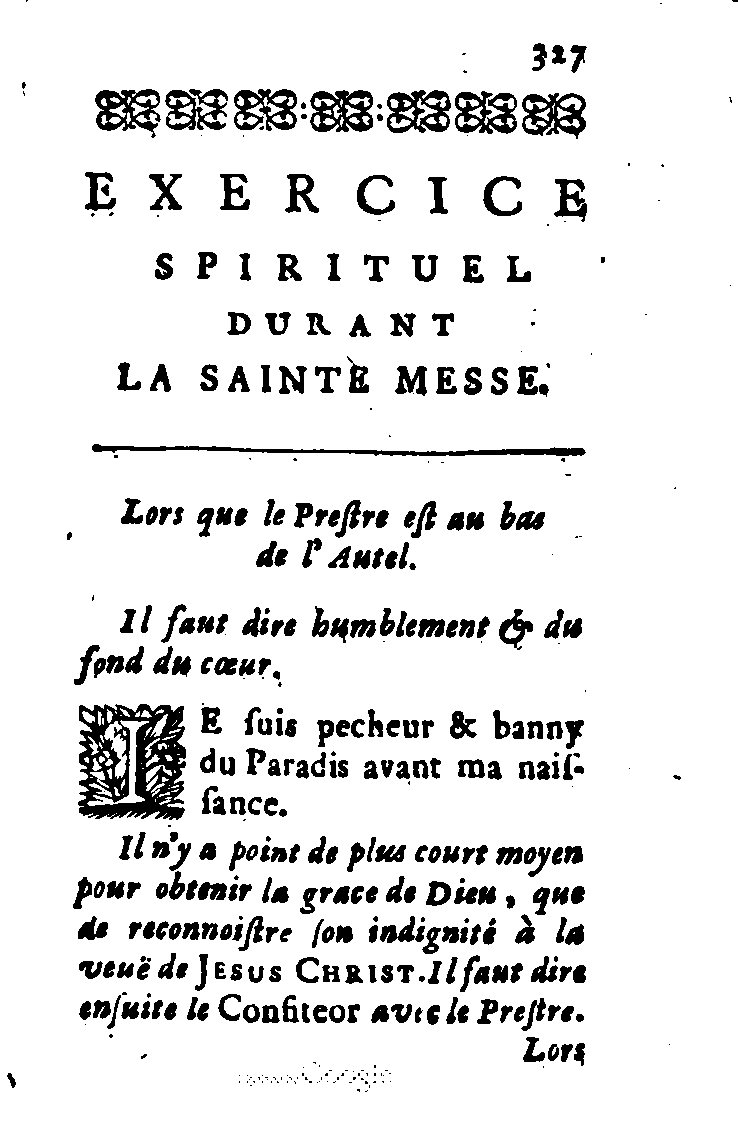 327
EXERCICE
SPIRITUEL
DURANT
LA SAINTE MESSE.
Lors que le Preſtre eſt au bas
de l'Autel.
Il faut dire humblement & du
fond du cœur.
IE ſuis pecheur & banny
du Paradis avant ma naiſ-
ſance.
Il n'y a point de plus court moyen
pour obtenir la grace de Dieu, que
de reconnoiſtre ſon indignité à la
veuë de JESUS CHRIST. Il faut dire
enſuite le Confiteor avec le Preſtre.
Lors
Google